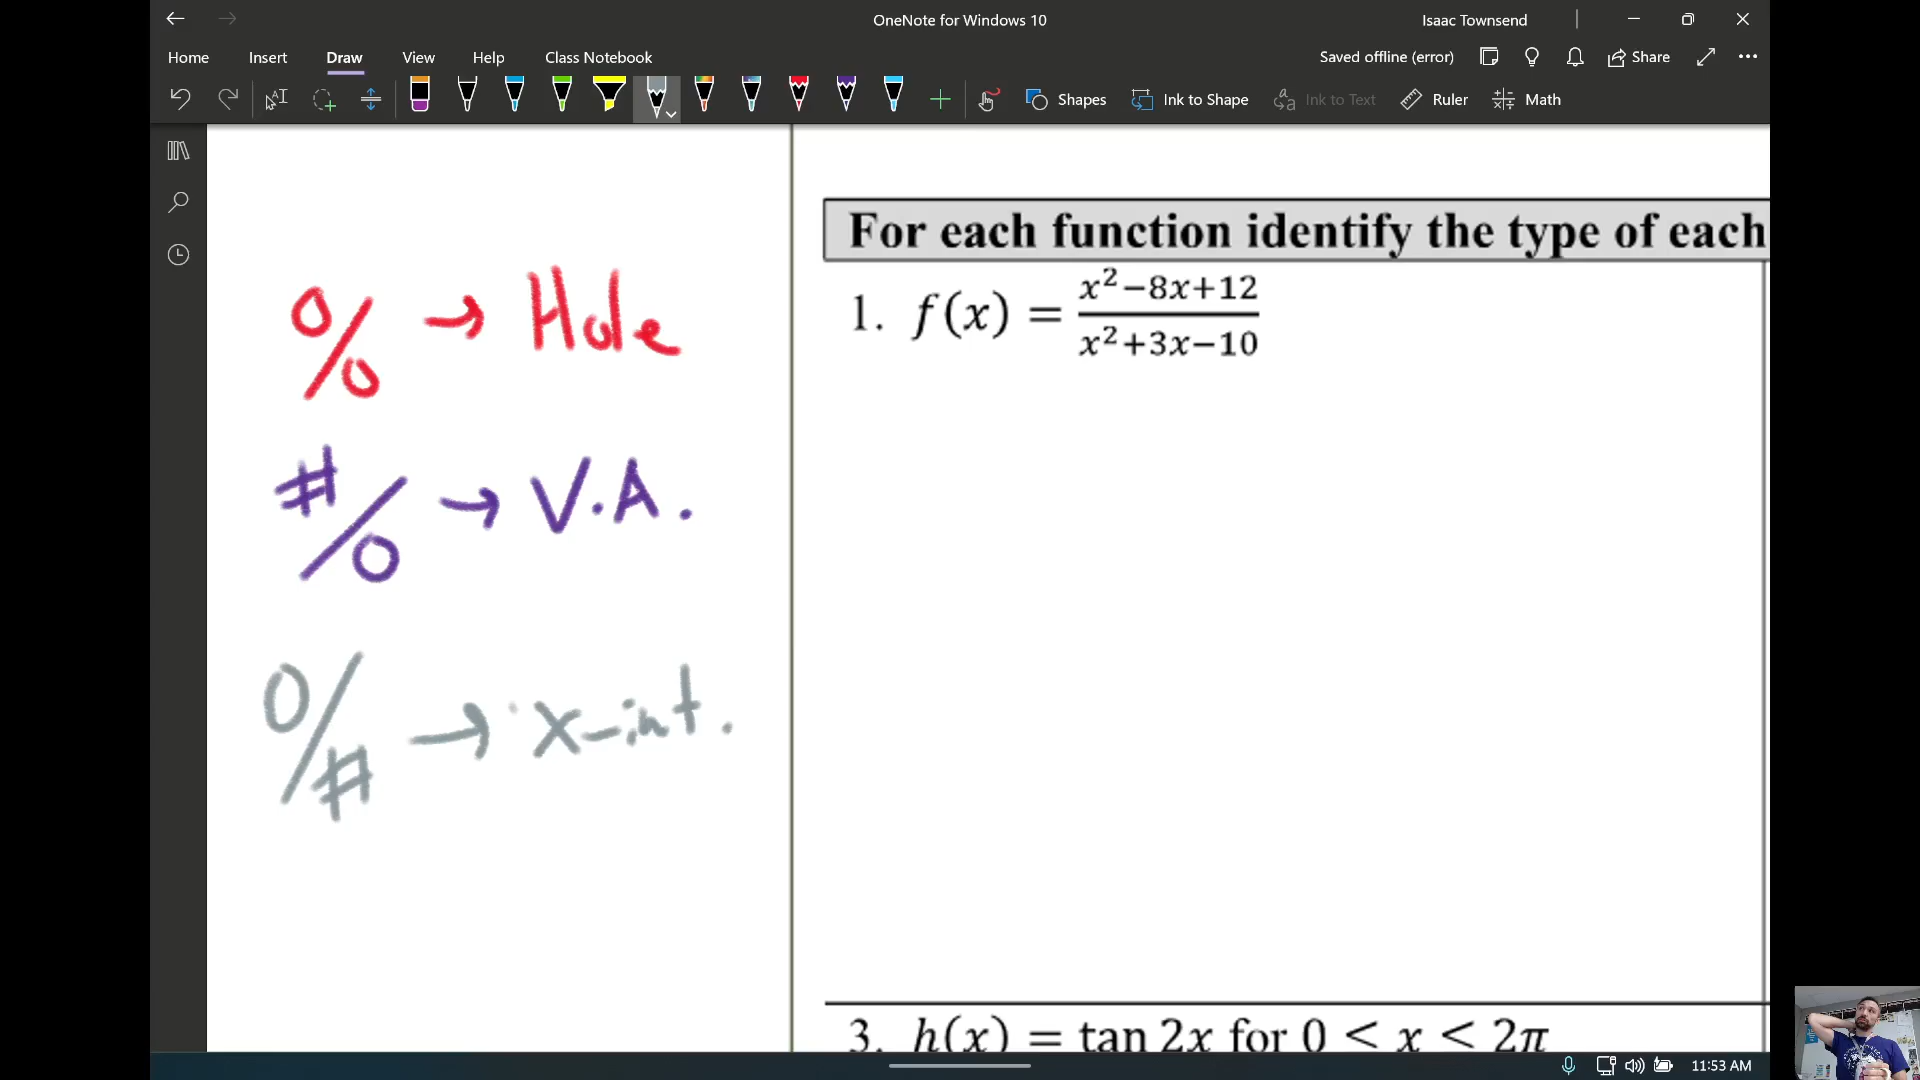 OneNote for Windows 10
Isaac Townsend
Home Insert Draw View Help Class Notebook
Saved offline (error) Share
Shapes Ink to Shape Ink to Text Ruler Math
For each function identify the type of each
0/0 → Hole
1. f(x) = x²−8x+12 / x²+3x−10
#/0 → V.A.
0/# → x-int.
3. h(x) = tan 2x for 0 < x < 2π
11:53 AM